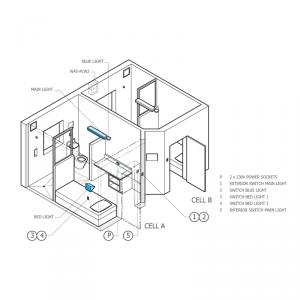 BLUE LIGHT
WAS-PLW2
MAIN LIGHT
CELL B
1 2
P 2 x 230V POWER SOCKETS
1 EXTERIOR SWITCH MAIN LIGHT
2 SWITCH BLUE LIGHT
3 SWITCH BED LIGHT 1
4 SWITCH BED LIGHT 2
5 INTERIOR SWITCH MAIN LIGHT
BED LIGHT
CELL A
3 4
P
5